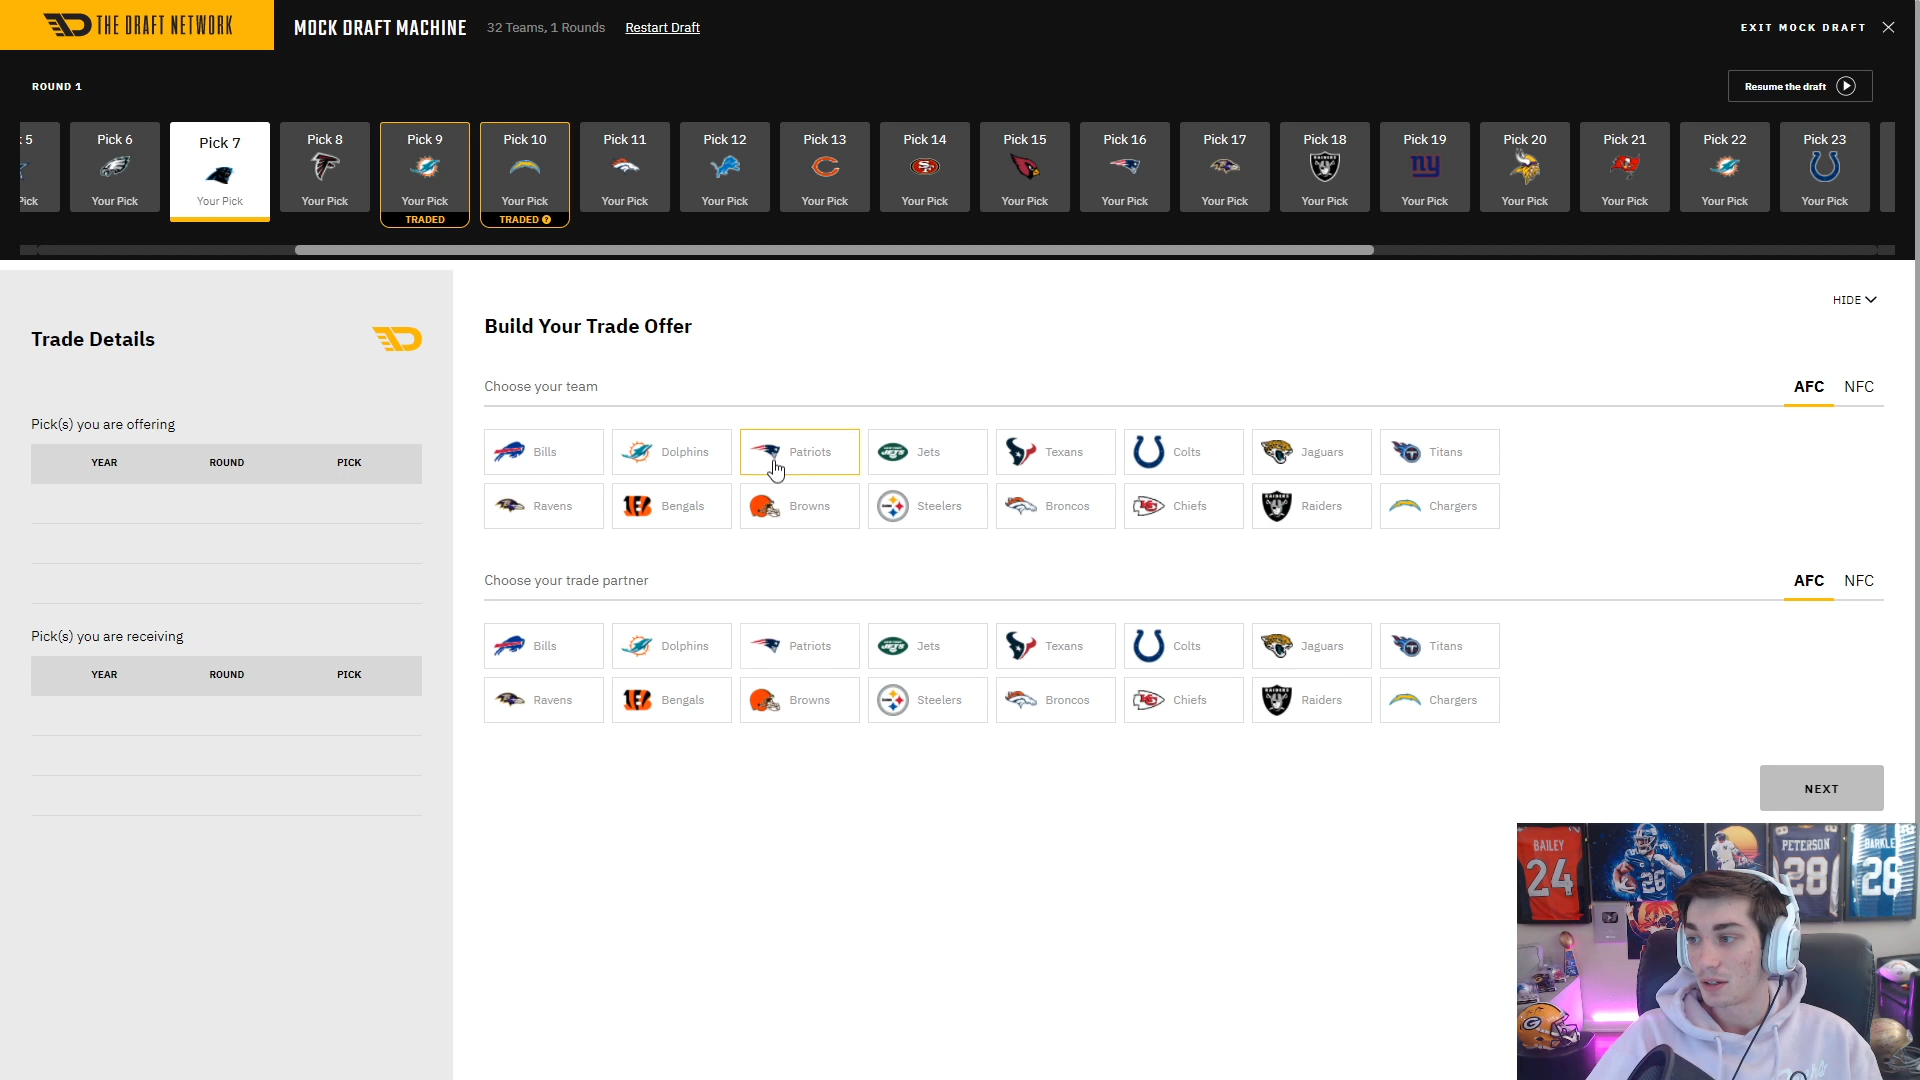 THE DRAFT NETWORK
MOCK DRAFT MACHINE
32 Teams, 1 Rounds
Restart Draft
EXIT MOCK DRAFT
ROUND 1
Resume the draft
5 Pick 6 Pick 7 Pick 8 Pick 9 Pick 10 Pick 11 Pick 12 Pick 13 Pick 14 Pick 15 Pick 16 Pick 17 Pick 18 Pick 19 Pick 20 Pick 21 Pick 22 Pick 23
Pick Your Pick Your Pick Your Pick Your Pick Your Pick Your Pick Your Pick Your Pick Your Pick Your Pick Your Pick Your Pick Your Pick Your Pick Your Pick Your Pick Your Pick Your Pick
TRADED TRADED ?
HIDE
Trade Details
Build Your Trade Offer
Choose your team
AFC NFC
Pick(s) you are offering
YEAR ROUND PICK
Bills Dolphins Patriots Jets Texans Colts Jaguars Titans
Ravens Bengals Browns Steelers Broncos Chiefs Raiders Chargers
Choose your trade partner
AFC NFC
Pick(s) you are receiving
YEAR ROUND PICK
Bills Dolphins Patriots Jets Texans Colts Jaguars Titans
Ravens Bengals Browns Steelers Broncos Chiefs Raiders Chargers
NEXT
BAILEY
24
26
PETERSON
28
BARKLE
26